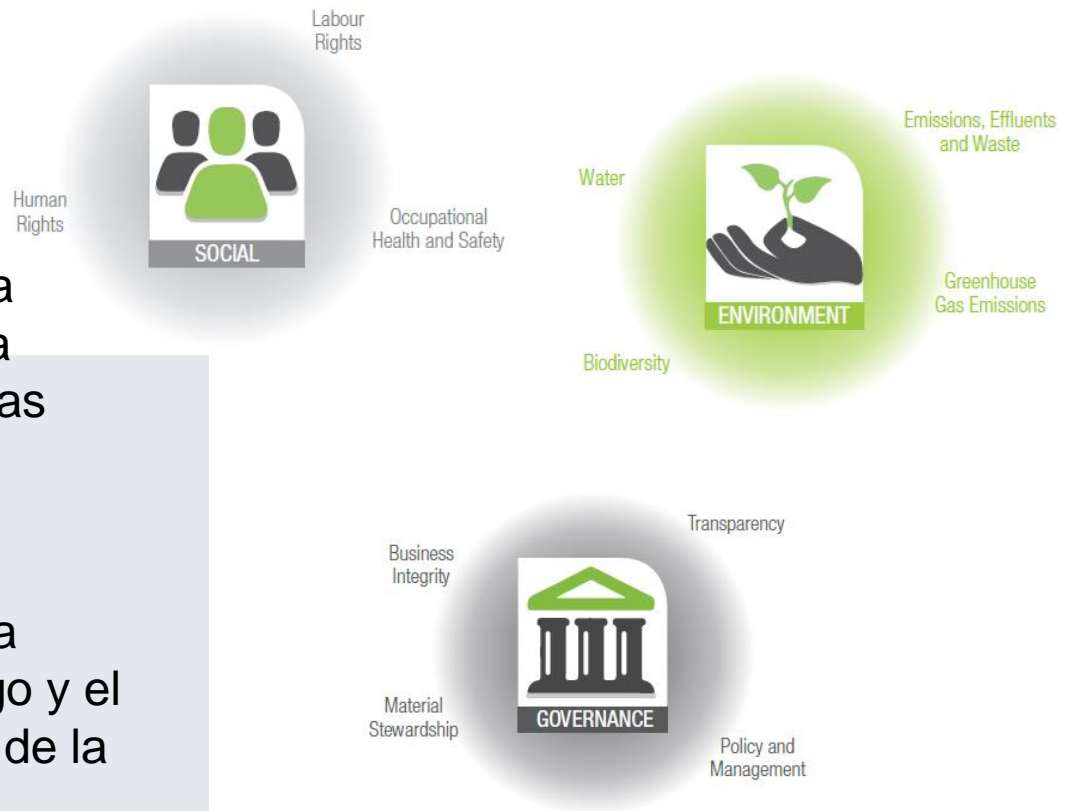 Labour
Rights
Human
Rights
Occupational
Health and Safety
SOCIAL
Emissions, Effluents
and Waste
Water
Greenhouse
Gas Emissions
ENVIRONMENT
Biodiversity
a
a
as
a
go y el
de la
Transparency
Business
Integrity
Material
Stewardship
GOVERNANCE
Policy and
Management